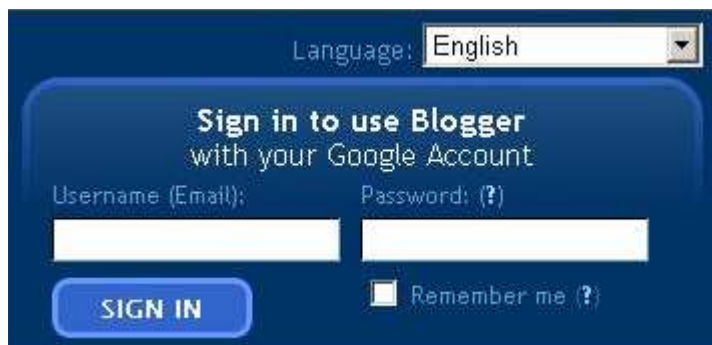 Language: English
Sign in to use Blogger
with your Google Account
Username (Email): Password: (?)
SIGN IN Remember me (?)